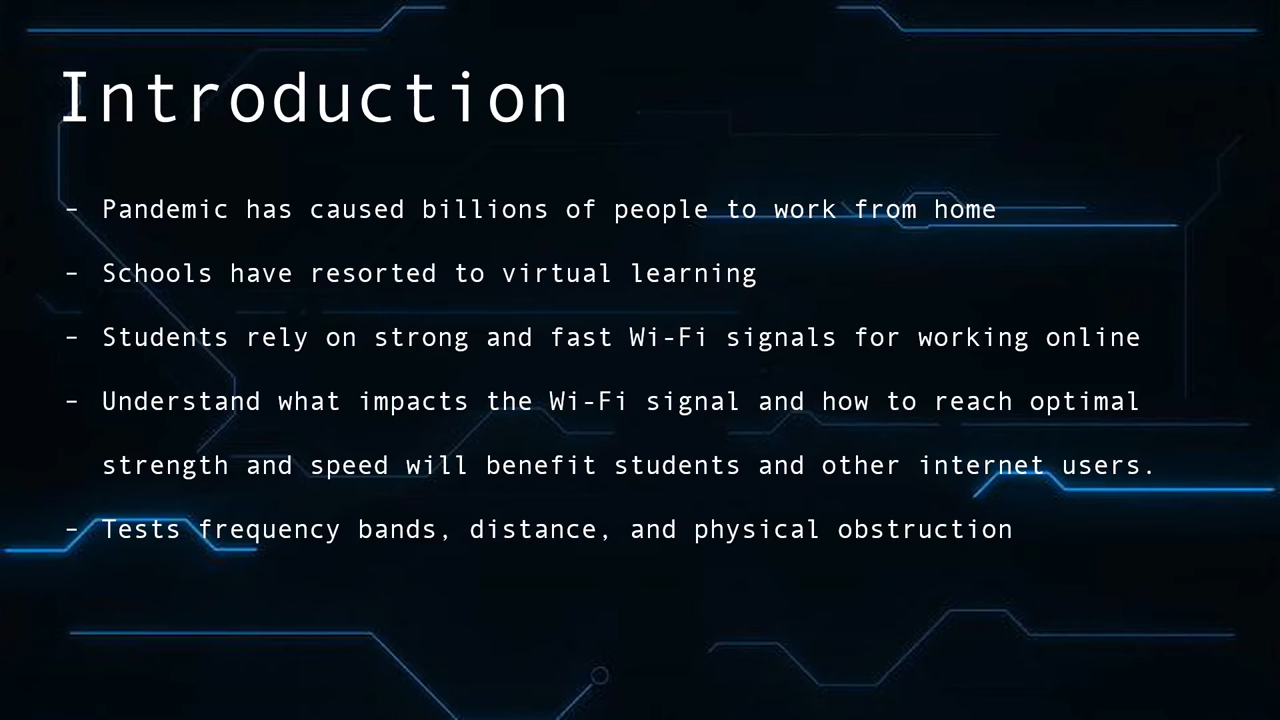 Introduction
- Pandemic has caused billions of people to work from home
- Schools have resorted to virtual learning
- Students rely on strong and fast Wi-Fi signals for working online
- Understand what impacts the Wi-Fi signal and how to reach optimal
strength and speed will benefit students and other internet users.
- Tests frequency bands, distance, and physical obstruction